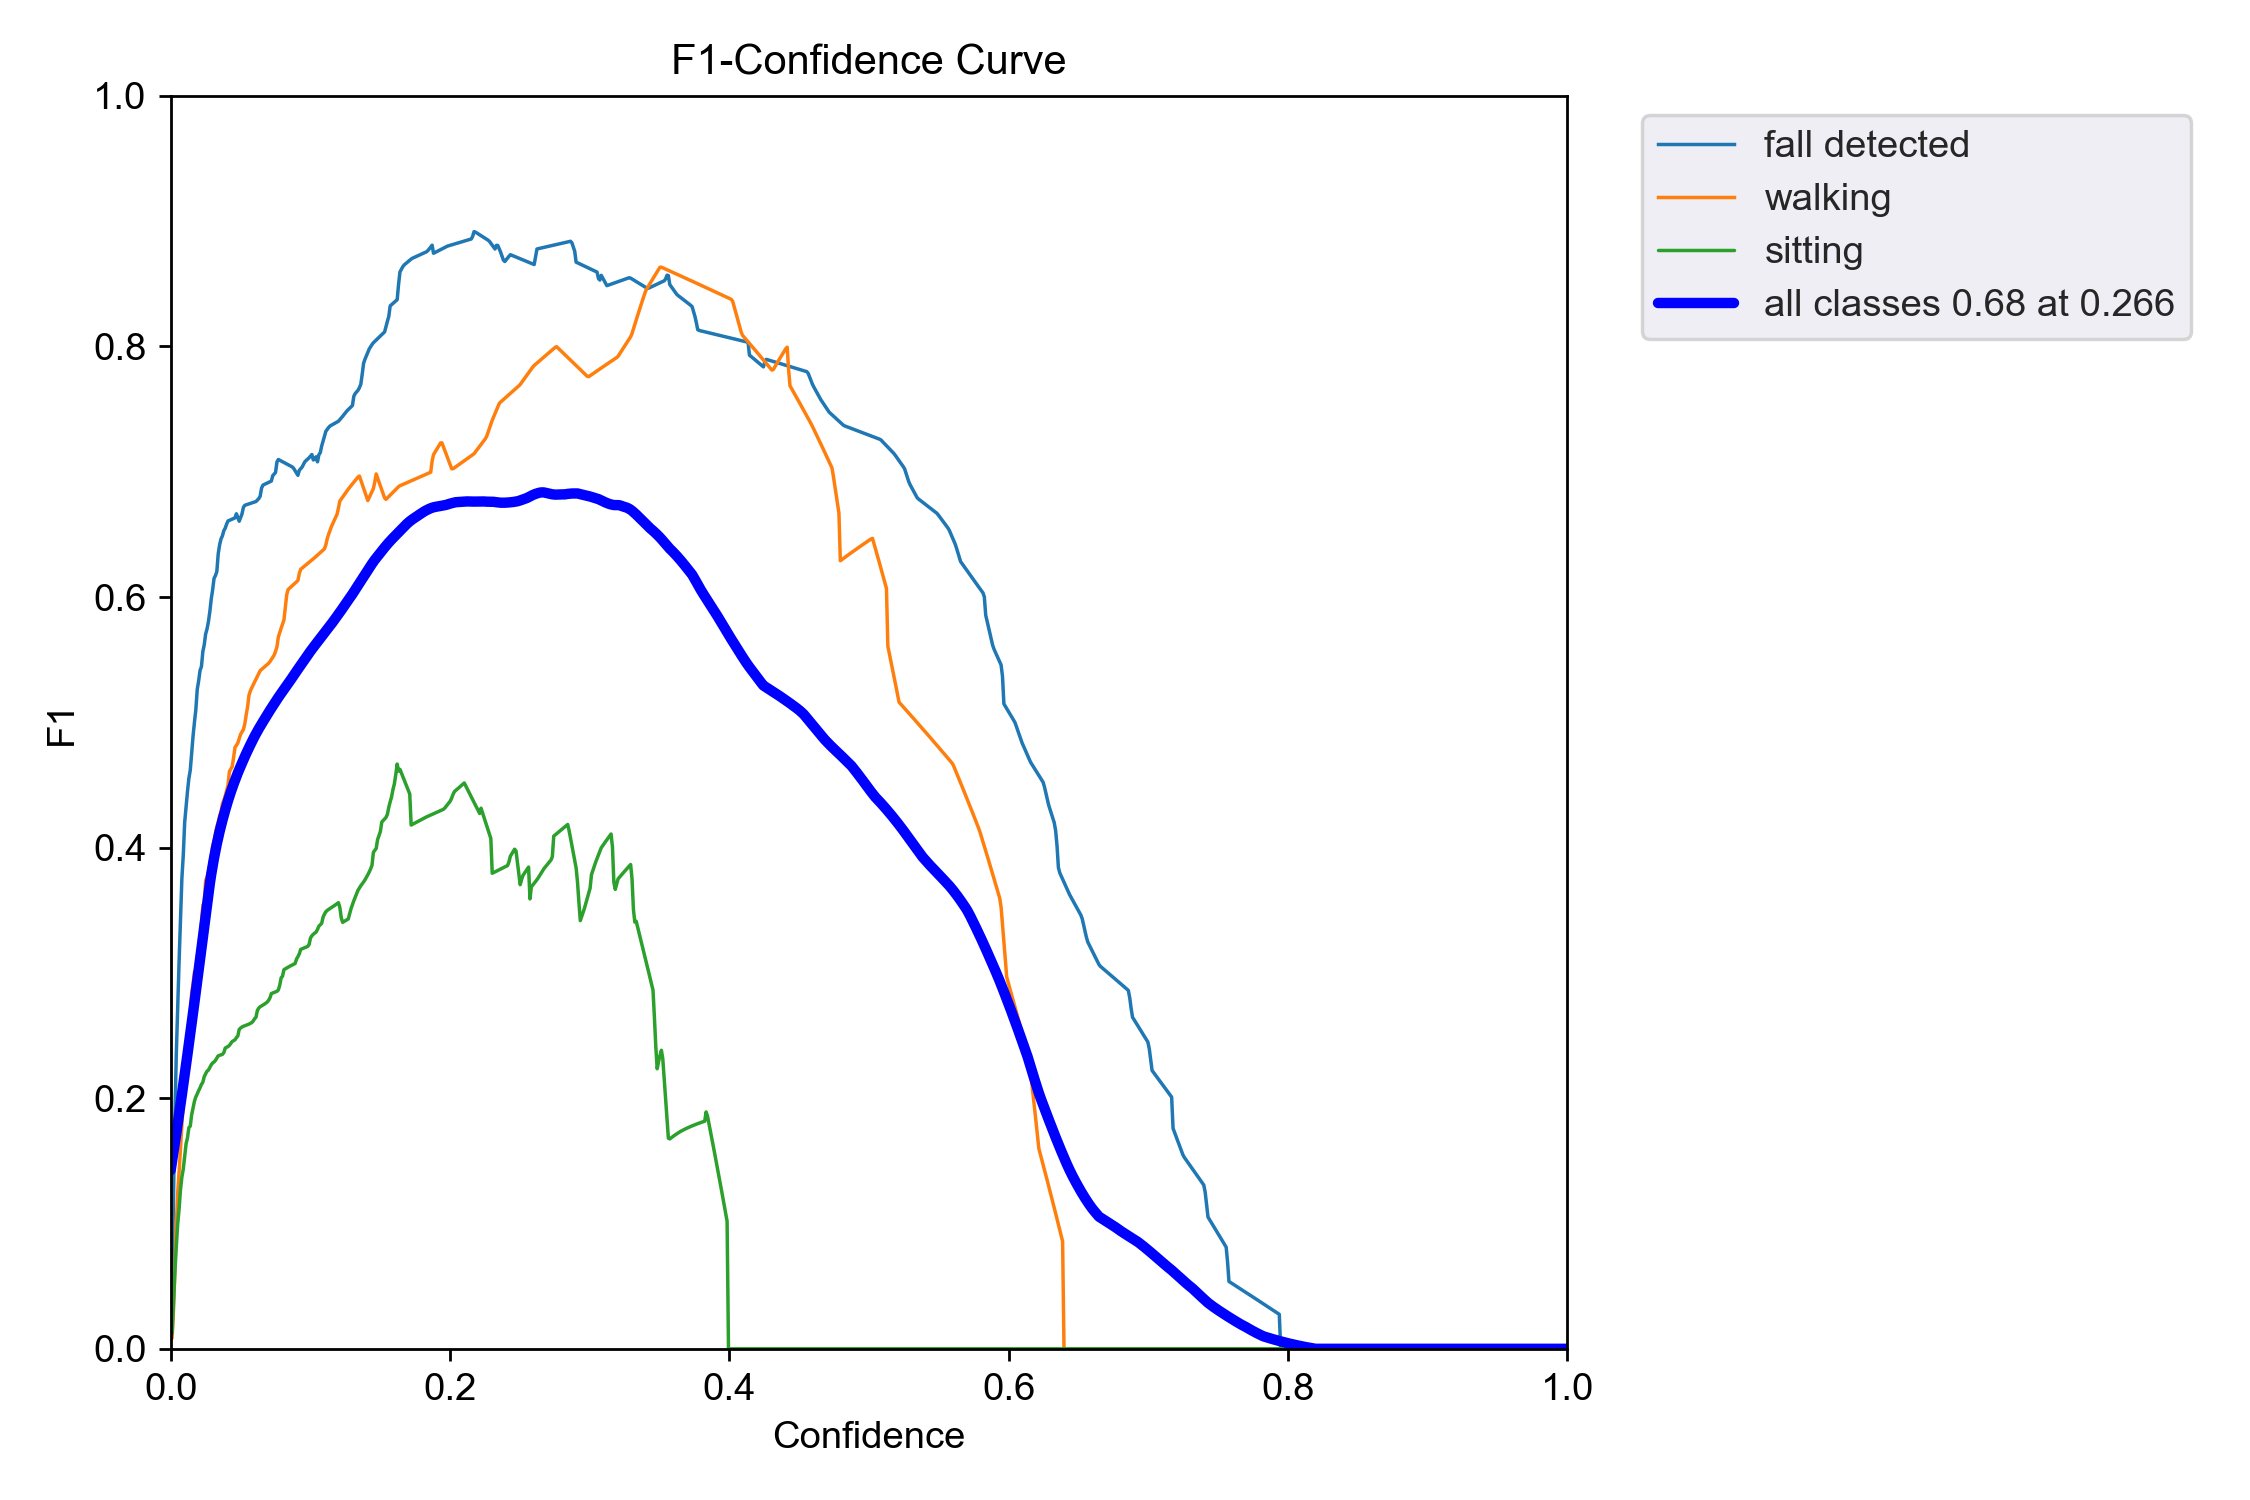 F1-Confidence Curve
1.0
0.8
0.6
0.4
0.2
0.0
F1
0.0 0.2 0.4 0.6 0.8 1.0
Confidence
fall detected
walking
sitting
all classes 0.68 at 0.266